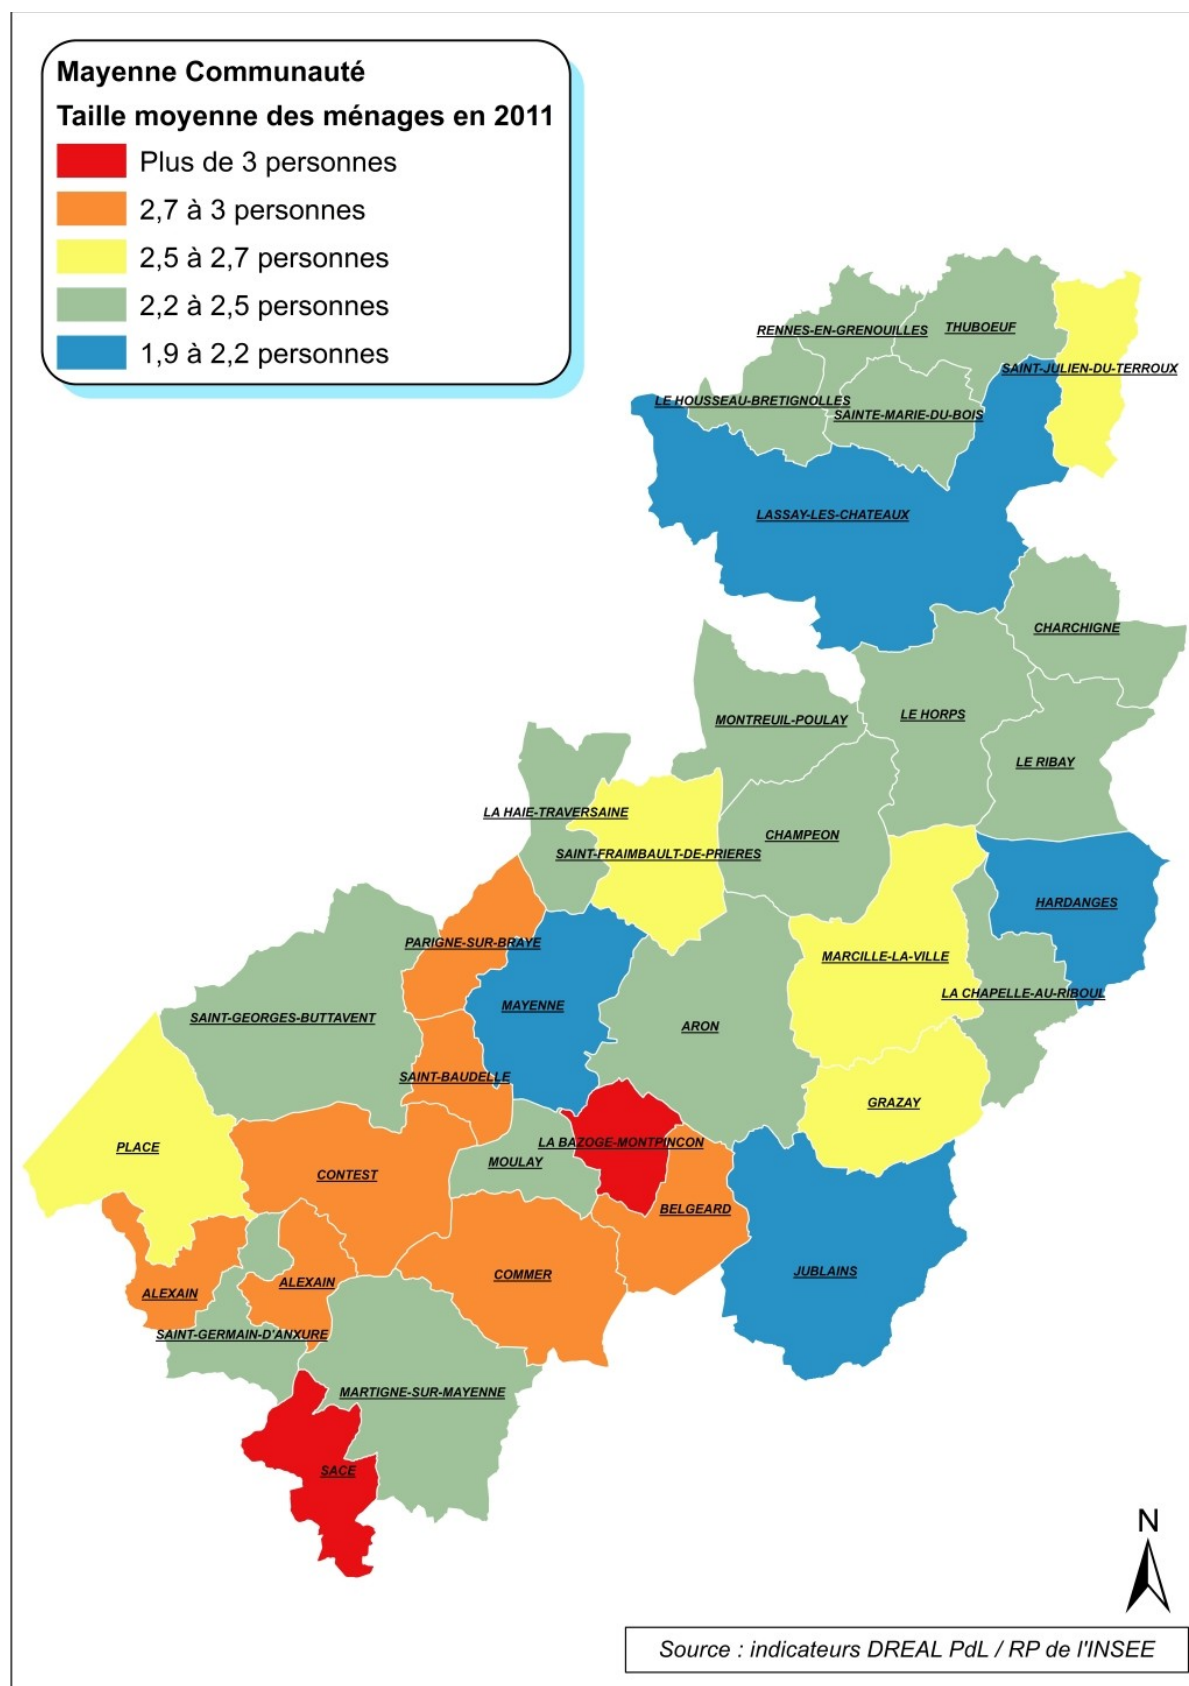 Mayenne Communauté
Taille moyenne des ménages en 2011
Plus de 3 personnes
2,7 à 3 personnes
2,5 à 2,7 personnes
2,2 à 2,5 personnes
1,9 à 2,2 personnes
RENNES-EN-GRENOUILLES
THUBOEUF
SAINT-JULIEN-DU-TERROUX
LE HOUSSEAU-BRETIGNOLLES
SAINTE-MARIE-DU-BOIS
LASSAY-LES-CHATEAUX
CHARCHIGNE
MONTREUIL-POULAY
LE HORPS
LE RIBAY
LA HAIE-TRAVERSAINE
CHAMPEON
SAINT-FRAIMBAULT-DE-PRIERES
HARDANGES
PARIGNE-SUR-BRAYE
MARCILLE-LA-VILLE
LA CHAPELLE-AU-RIBOUL
MAYENNE
SAINT-GEORGES-BUTTAVENT
ARON
SAINT-BAUDELLE
GRAZAY
PLACE
LA BAZOGE-MONTPINCON
MOULAY
CONTEST
BELGEARD
JUBLAINS
COMMER
ALEXAIN
ALEXAIN
SAINT-GERMAIN-D'ANXURE
MARTIGNE-SUR-MAYENNE
SACE
N
Source : indicateurs DREAL PdL / RP de l'INSEE